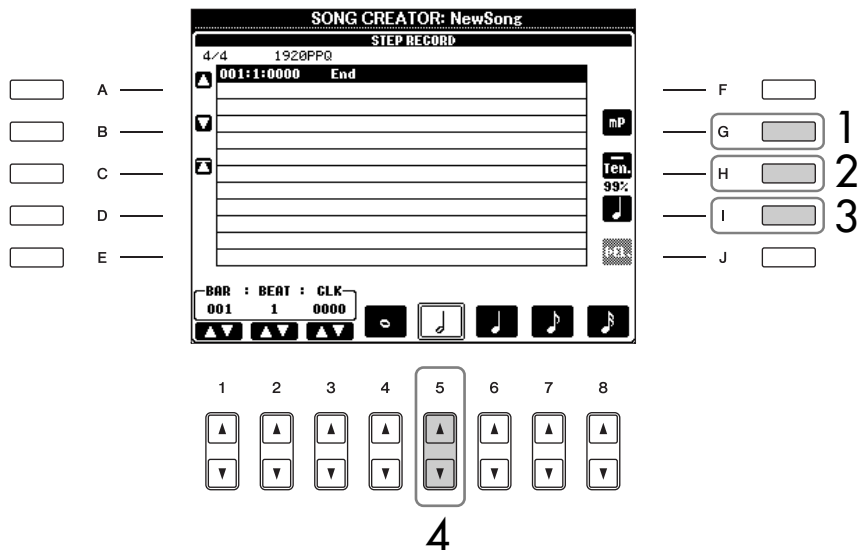 SONG CREATOR: NewSong
STEP RECORD
4/4 1920PPQ
001:1:0000 End
A
B
C
D
E
F
mP
G
1
Ten.
H
2
99%
I
3
DEL.
J
BAR : BEAT : CLK
001 1 0000
1 2 3 4 5 6 7 8
4